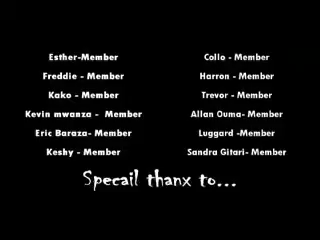 Esther-Member
Freddie - Member
Kako - Member
Kevin mwanza - Member
Eric Baraza- Member
Keshy - Member
Collo - Member
Harron - Member
Trevor - Member
Allan Ouma- Member
Luggard -Member
Sandra Gitari- Member
Specail thanx to...